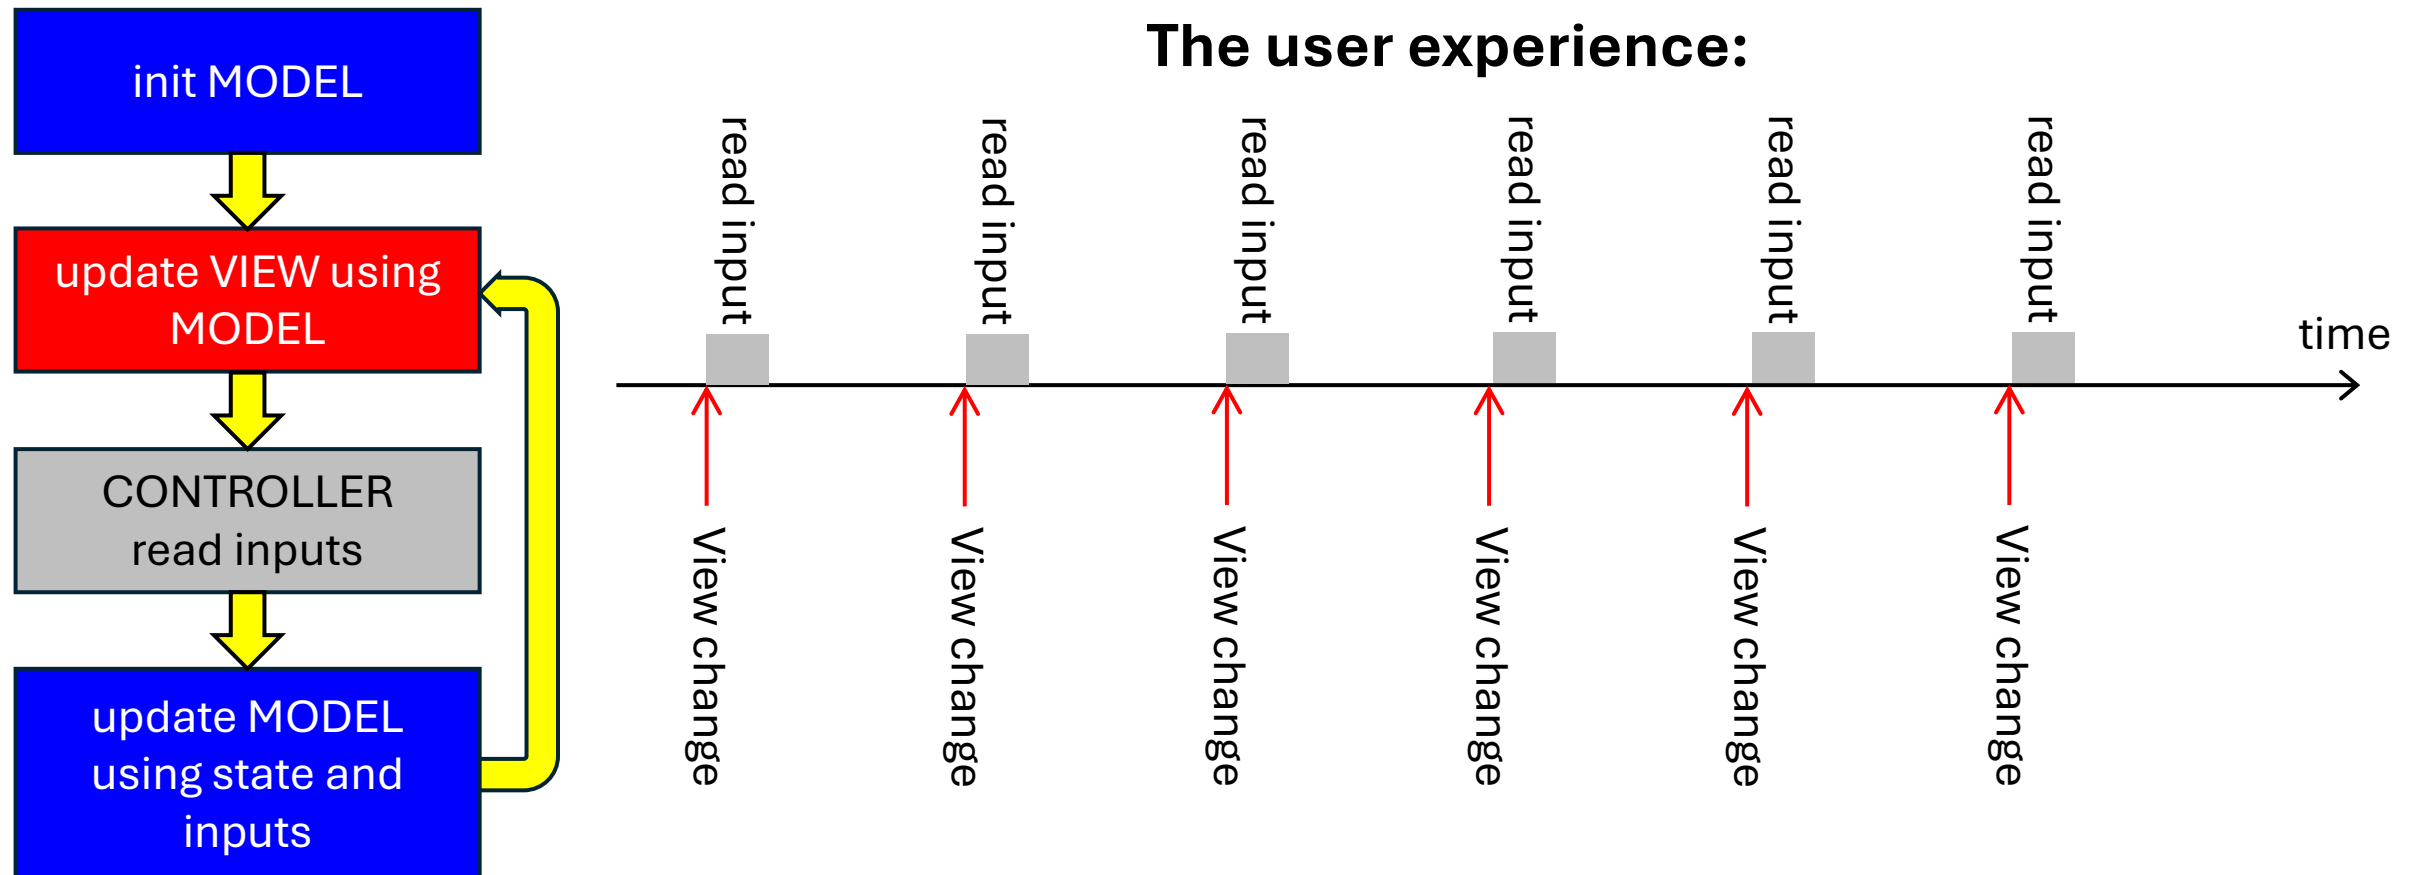 init MODEL
update VIEW using
MODEL
CONTROLLER
read inputs
update MODEL
using state and
inputs
The user experience:
read input
read input
read input
read input
read input
read input
time
View change
View change
View change
View change
View change
View change